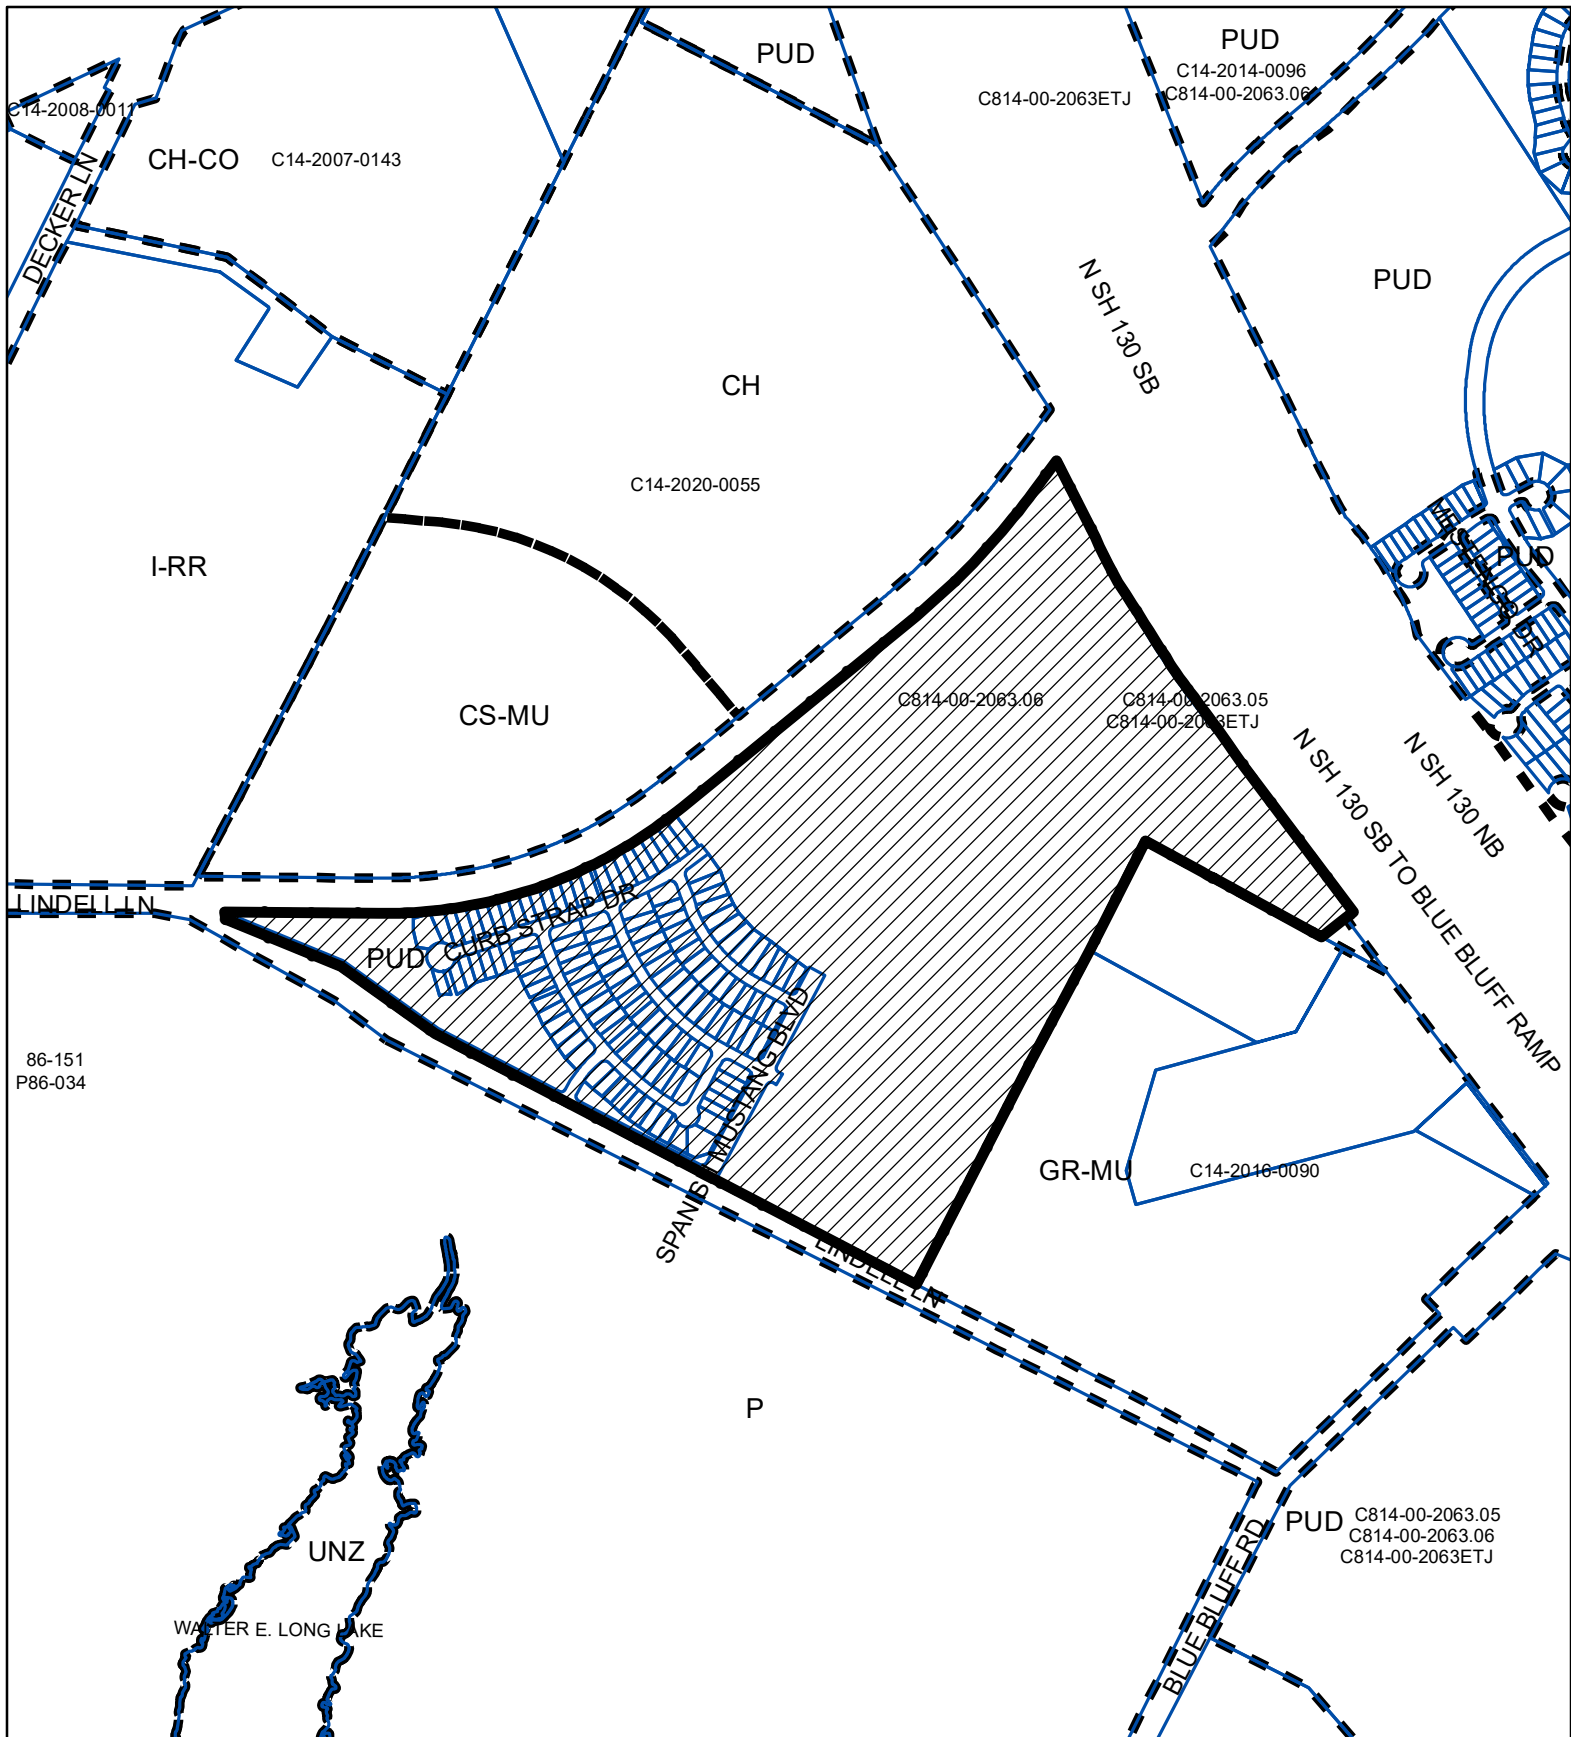 PUD
PUD
C14-2014-0096
C814-00-2063ETJ
C814-00-2063.06
C14-2008-0011
CH-CO
C14-2007-0143
DECKER LN
N SH 130 SB
PUD
CH
C14-2020-0055
I-RR
PUD
C814-00-2063.06
C814-00-2063.05
C814-00-2063ETJ
CS-MU
N SH 130 SB TO BLUE BLUFF RAMP
N SH 130 NB
LINDELL LN
CURB STRAP DR
PUD
86-151
P86-034
MUSTANG BLVD
GR-MU
C14-2016-0090
LINDELL LN
P
PUD
C814-00-2063.05
C814-00-2063.06
C814-00-2063ETJ
UNZ
BLUE BLUFF RD
WALTER E. LONG LAKE